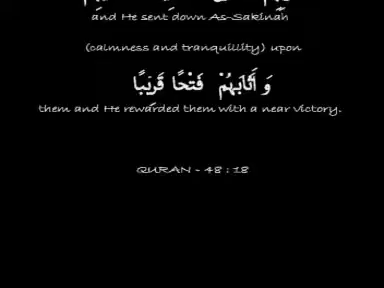 and He sent down As-Sakinah
(calmness and tranquillity) upon
وَ أَثَابَهُمْ فَتْحًا قَرِيبًا
them and He rewarded them with a near victory.
QURAN - 48 : 18